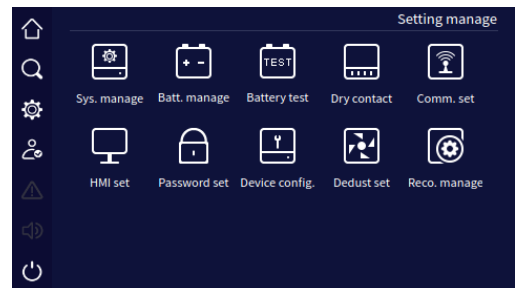 Setting manage
Sys. manage Batt. manage Battery test Dry contact Comm. set
HMI set Password set Device config. Dedust set Reco. manage
+ -
TEST